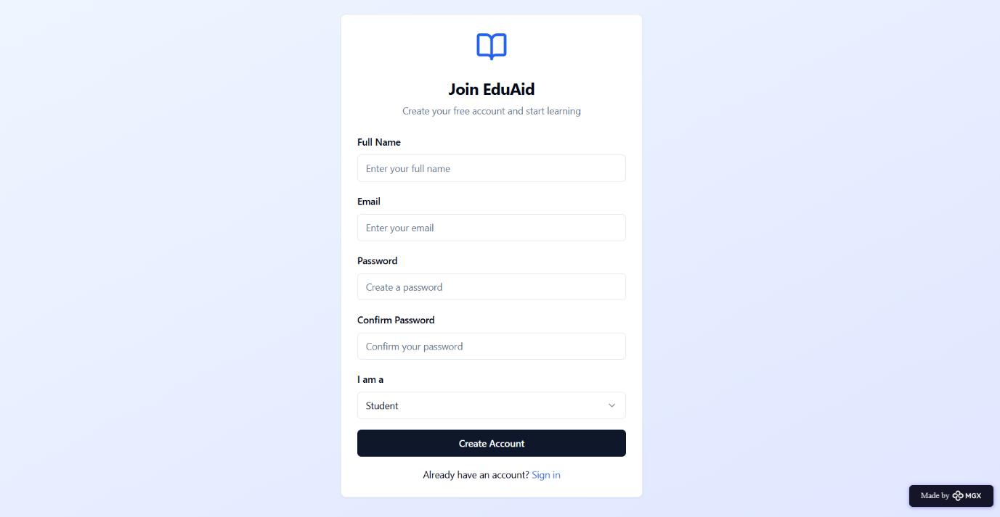 Join EduAid
Create your free account and start learning
Full Name
Enter your full name
Email
Enter your email
Password
Create a password
Confirm Password
Confirm your password
I am a
Student
Create Account
Already have an account? Sign in
Made by MGX